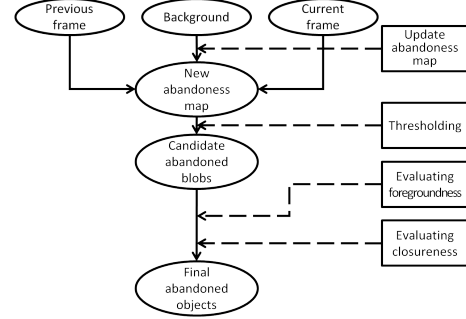 Previous
frame
Background
Current
frame
Update
abandoness
map
New
abandoness
map
Thresholding
Candidate
abandoned
blobs
Evaluating
foregroundness
Evaluating
closureness
Final
abandoned
objects